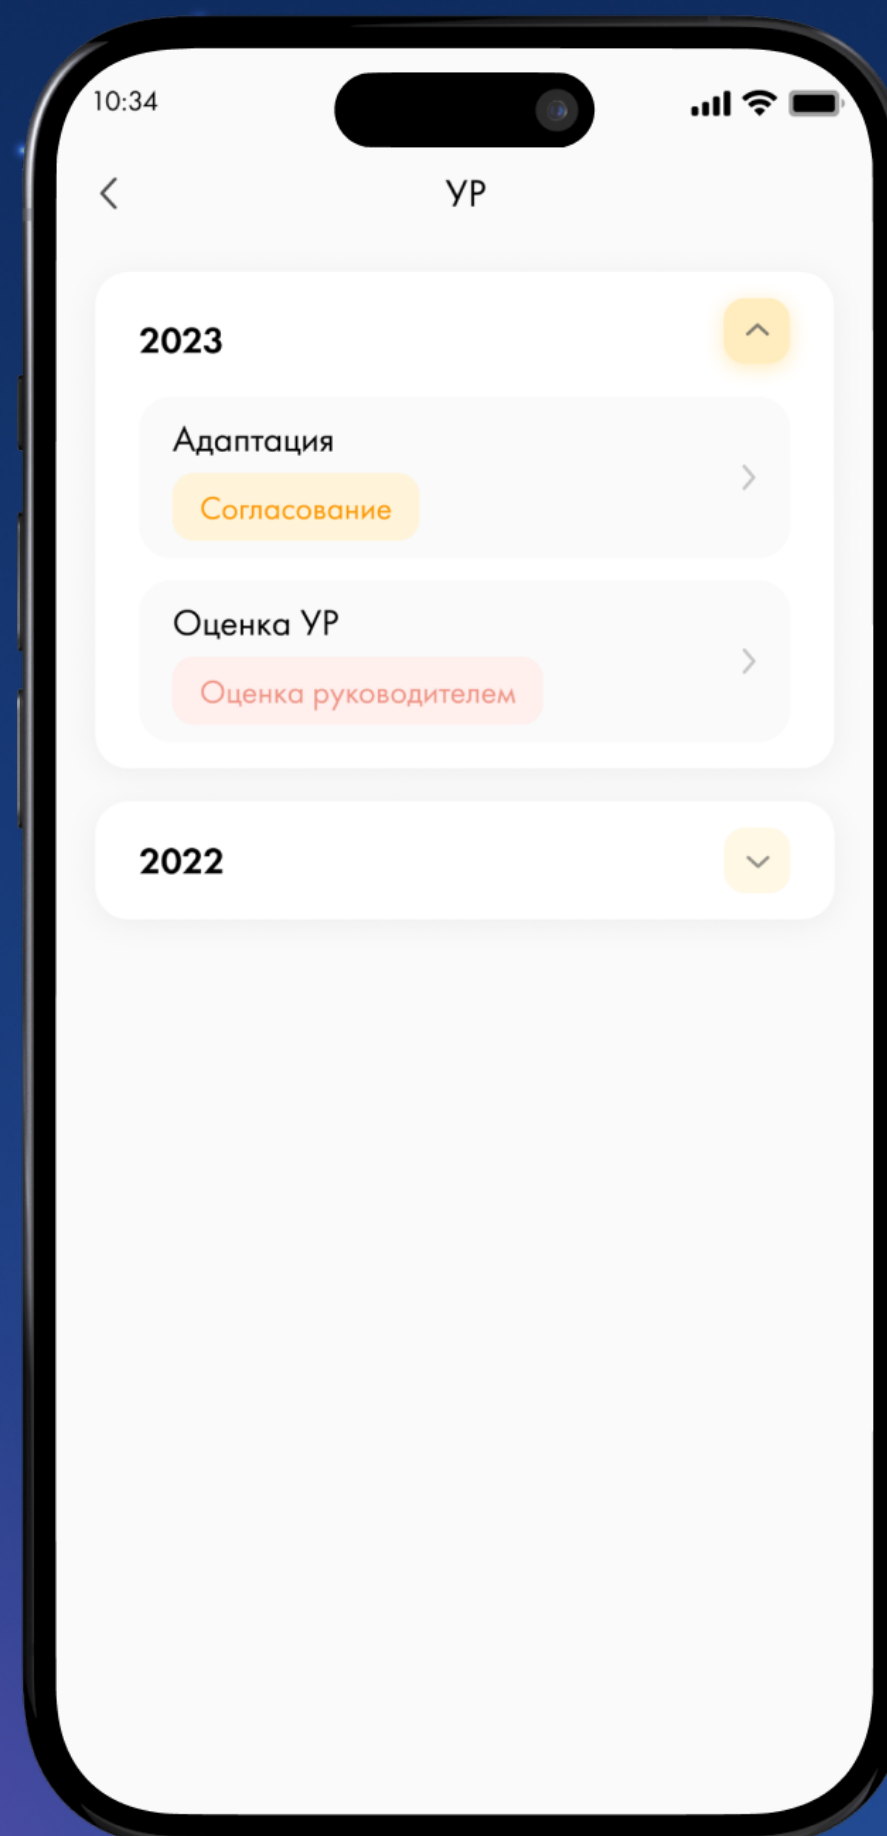 10:34
УР
2023
Адаптация
Согласование
Оценка УР
Оценка руководителем
2022